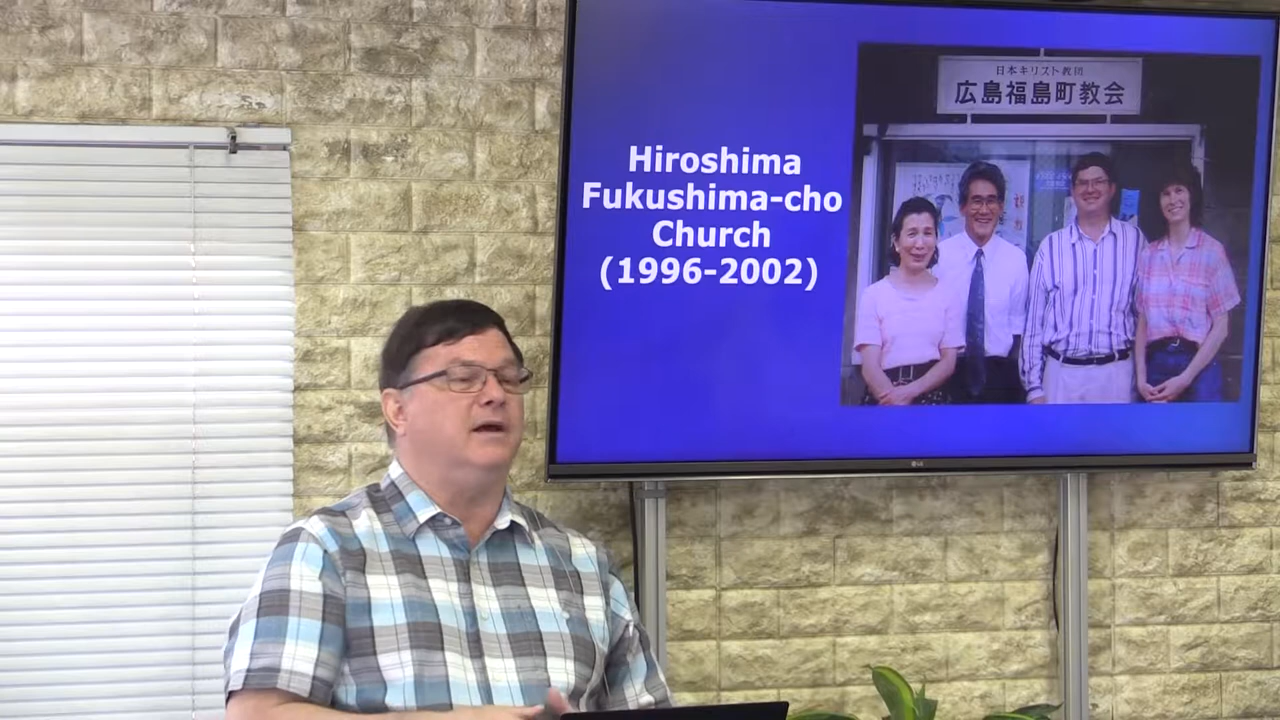 Hiroshima
Fukushima-cho
Church
(1996-2002)
日本キリスト教団
広島福島町教会
LG